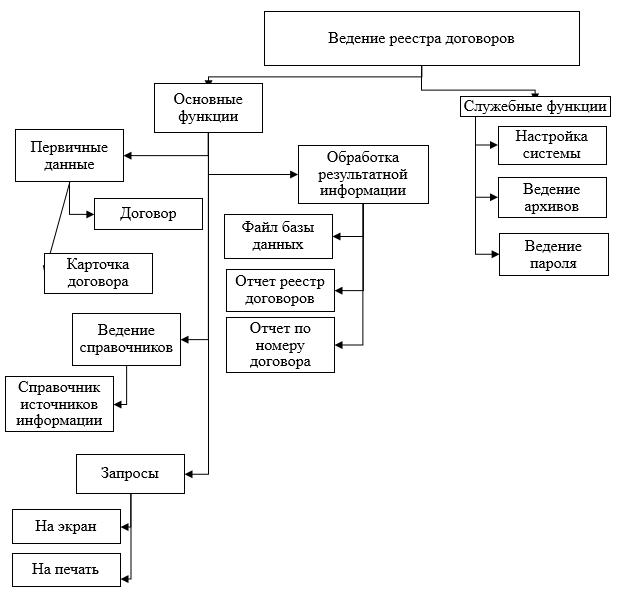 Ведение реестра договоров
Основные
функции
Служебные функции
Первичные
данные
Обработка
результатной
информации
Настройка
системы
Договор
Ведение
архивов
Файл базы
данных
Карточка
договора
Ведение
пароля
Отчет реестр
договоров
Ведение
справочников
Отчет по
номеру
договора
Справочник
источников
информации
Запросы
На экран
На печать